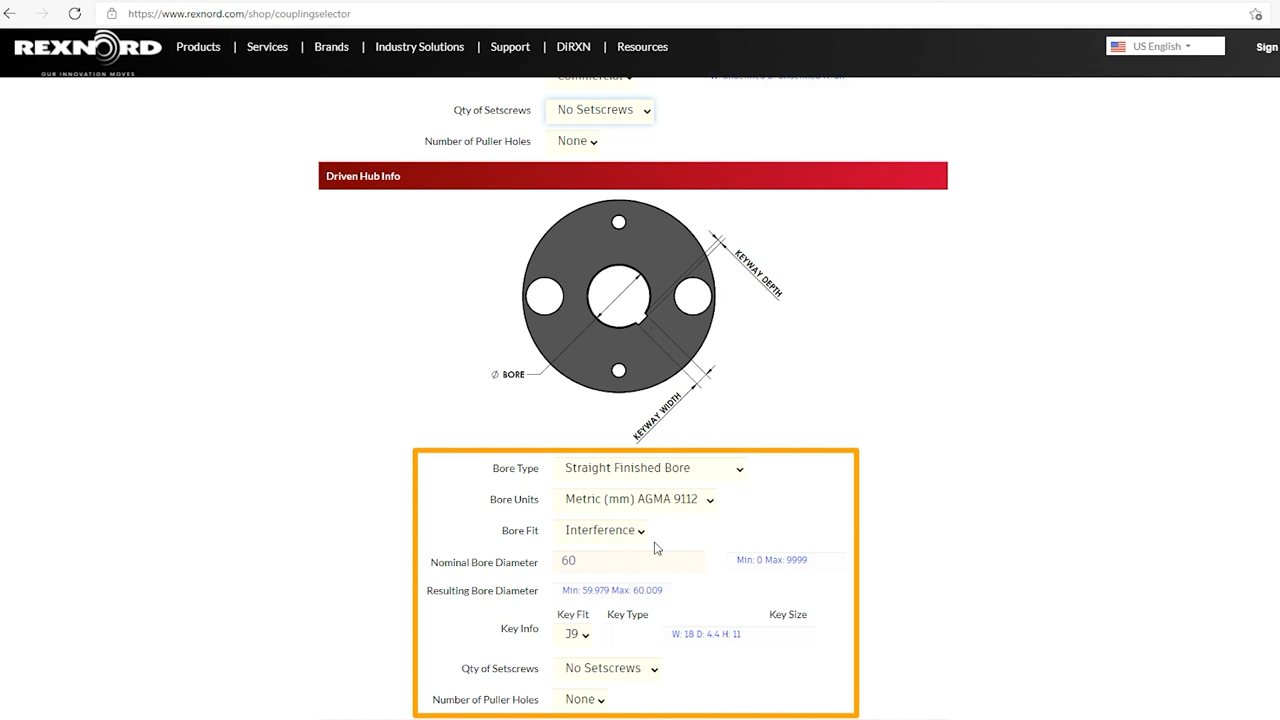 https://www.rexnord.com/shop/couplingselector
REXNORD
OUR INNOVATION MOVES
Products | Services | Brands | Industry Solutions | Support | DiRXN | Resources
US English
Sign
Commercial
Qty of Setscrews No Setscrews
Number of Puller Holes None
Driven Hub Info
KEYWAY DEPTH
Ø BORE
KEYWAY WIDTH
Bore Type Straight Finished Bore
Bore Units Metric (mm) AGMA 9112
Bore Fit Interference
Nominal Bore Diameter 60 Min: 0 Max: 9999
Resulting Bore Diameter Min: 59.979 Max: 60.009
Key Fit Key Type Key Size
Key Info J9 W: 18 D: 4.4 H: 11
Qty of Setscrews No Setscrews
Number of Puller Holes None